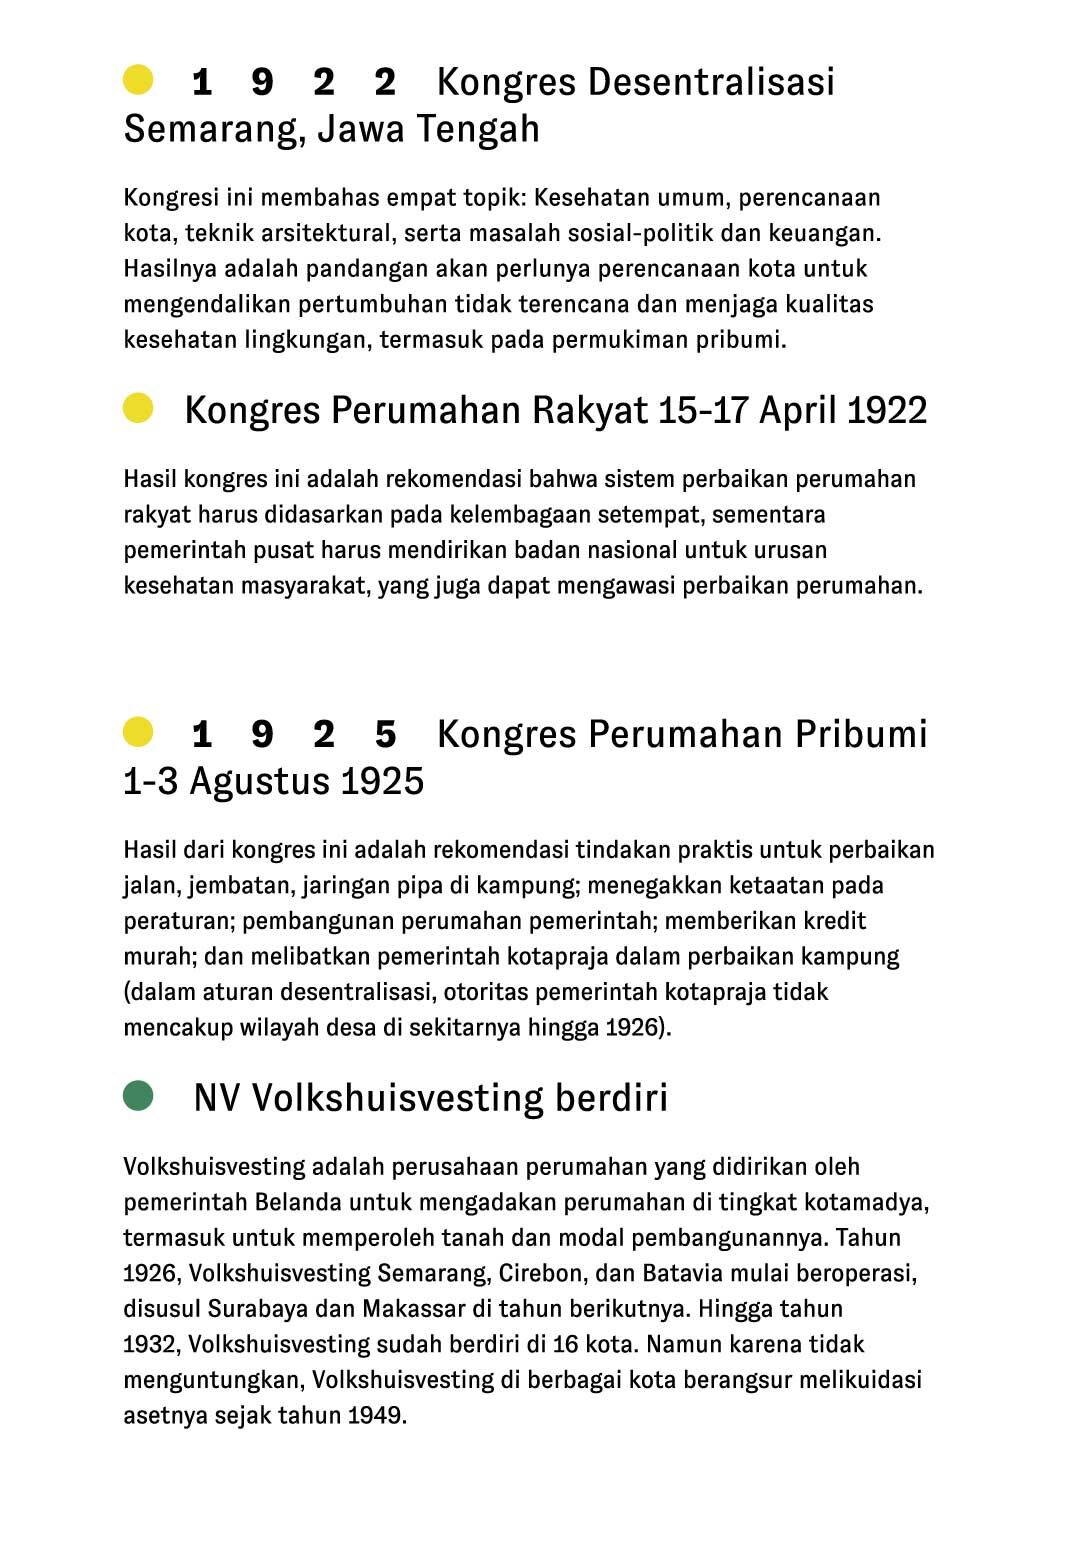 1 9 2 2 Kongres Desentralisasi
Semarang, Jawa Tengah
Kongresi ini membahas empat topik: Kesehatan umum, perencanaan
kota, teknik arsitektural, serta masalah sosial-politik dan keuangan.
Hasilnya adalah pandangan akan perlunya perencanaan kota untuk
mengendalikan pertumbuhan tidak terencana dan menjaga kualitas
kesehatan lingkungan, termasuk pada permukiman pribumi.
Kongres Perumahan Rakyat 15-17 April 1922
Hasil kongres ini adalah rekomendasi bahwa sistem perbaikan perumahan
rakyat harus didasarkan pada kelembagaan setempat, sementara
pemerintah pusat harus mendirikan badan nasional untuk urusan
kesehatan masyarakat, yang juga dapat mengawasi perbaikan perumahan.
1 9 2 5 Kongres Perumahan Pribumi
1-3 Agustus 1925
Hasil dari kongres ini adalah rekomendasi tindakan praktis untuk perbaikan
jalan, jembatan, jaringan pipa di kampung; menegakkan ketaatan pada
peraturan; pembangunan perumahan pemerintah; memberikan kredit
murah; dan melibatkan pemerintah kotapraja dalam perbaikan kampung
(dalam aturan desentralisasi, otoritas pemerintah kotapraja tidak
mencakup wilayah desa di sekitarnya hingga 1926).
NV Volkshuisvesting berdiri
Volkshuisvesting adalah perusahaan perumahan yang didirikan oleh
pemerintah Belanda untuk mengadakan perumahan di tingkat kotamadya,
termasuk untuk memperoleh tanah dan modal pembangunannya. Tahun
1926, Volkshuisvesting Semarang, Cirebon, dan Batavia mulai beroperasi,
disusul Surabaya dan Makassar di tahun berikutnya. Hingga tahun
1932, Volkshuisvesting sudah berdiri di 16 kota. Namun karena tidak
menguntungkan, Volkshuisvesting di berbagai kota berangsur melikuidasi
asetnya sejak tahun 1949.